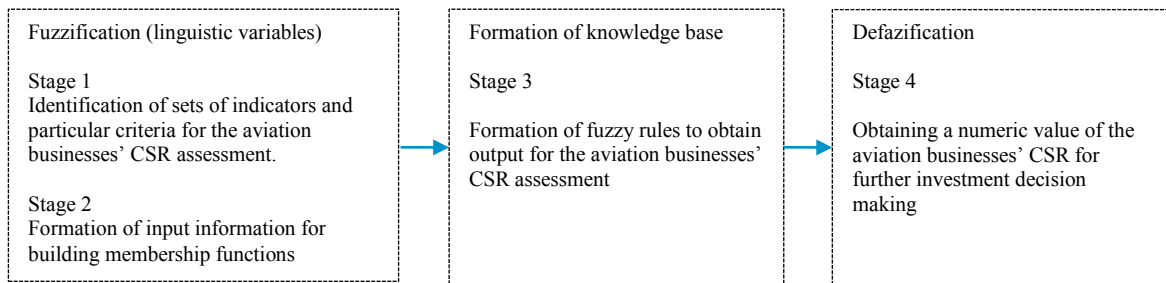 Fuzzification (linguistic variables)
Stage 1
Identification of sets of indicators and
particular criteria for the aviation
businesses’ CSR assessment.
Stage 2
Formation of input information for
building membership functions
Formation of knowledge base
Stage 3
Formation of fuzzy rules to obtain
output for the aviation businesses’
CSR assessment
Defazification
Stage 4
Obtaining a numeric value of the
aviation businesses’ CSR for
further investment decision
making